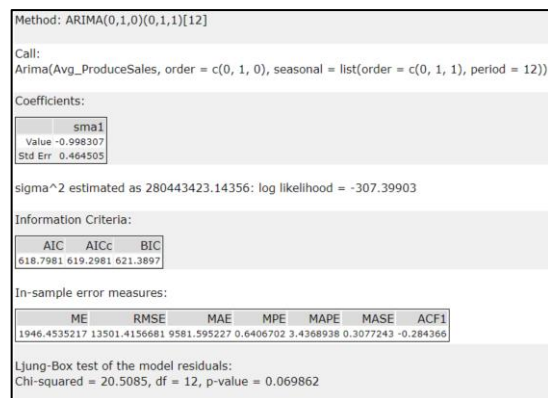 Method: ARIMA(0,1,0)(0,1,1)[12]
Call:
Arima(Avg_ProduceSales, order = c(0, 1, 0), seasonal = list(order = c(0, 1, 1), period = 12))
Coefficients:
sma1
Value -0.998307
Std Err 0.464505
sigma^2 estimated as 280443423.14356: log likelihood = -307.39903
Information Criteria:
AIC AICc BIC
618.7981 619.2981 621.3897
In-sample error measures:
ME RMSE MAE MPE MAPE MASE ACF1
1946.4535217 13501.4156681 9581.595227 0.6406702 3.4368938 0.3077243 -0.284366
Ljung-Box test of the model residuals:
Chi-squared = 20.5085, df = 12, p-value = 0.069862